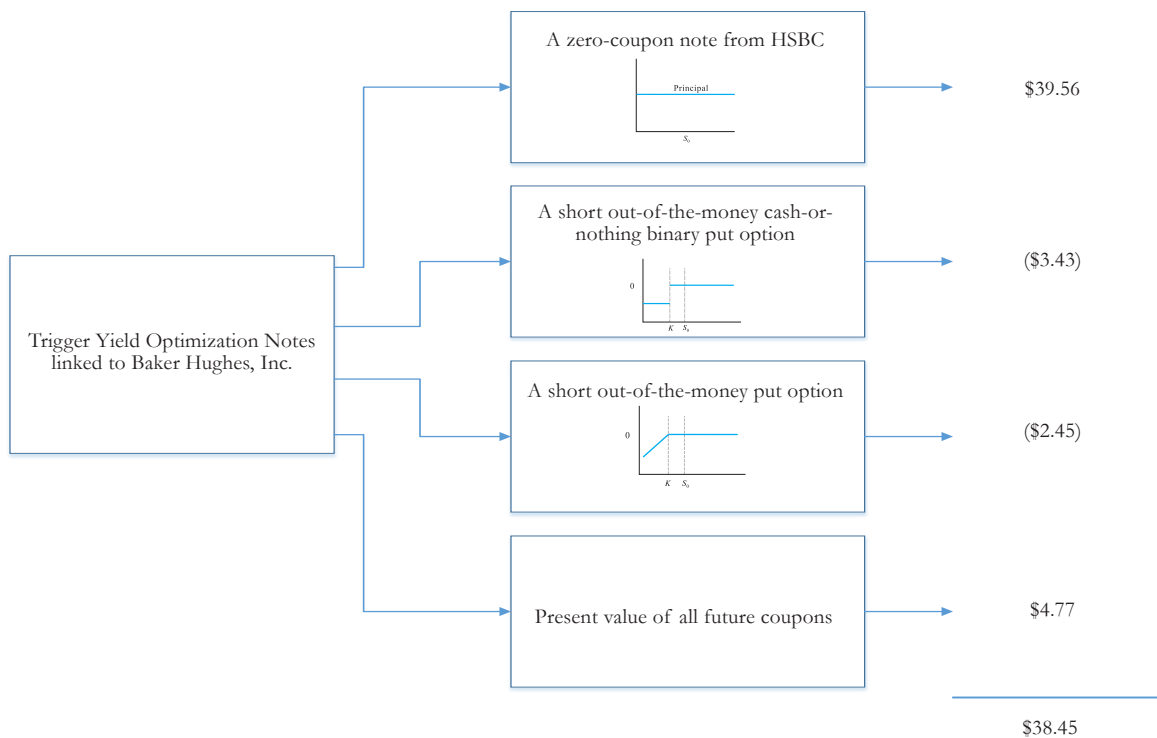 A zero-coupon note from HSBC
Principal
S0
$39.56
A short out-of-the-money cash-or-
nothing binary put option
0
K S0
($3.43)
Trigger Yield Optimization Notes
linked to Baker Hughes, Inc.
A short out-of-the-money put option
0
K S0
($2.45)
Present value of all future coupons
$4.77
$38.45